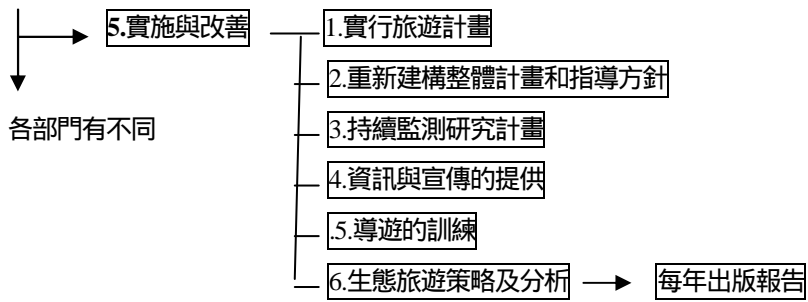 5.實施與改善
1.實行旅遊計畫
2.重新建構整體計畫和指導方針
各部門有不同
3.持續監測研究計畫
4.資訊與宣傳的提供
.5.導遊的訓練
6.生態旅遊策略及分析
每年出版報告